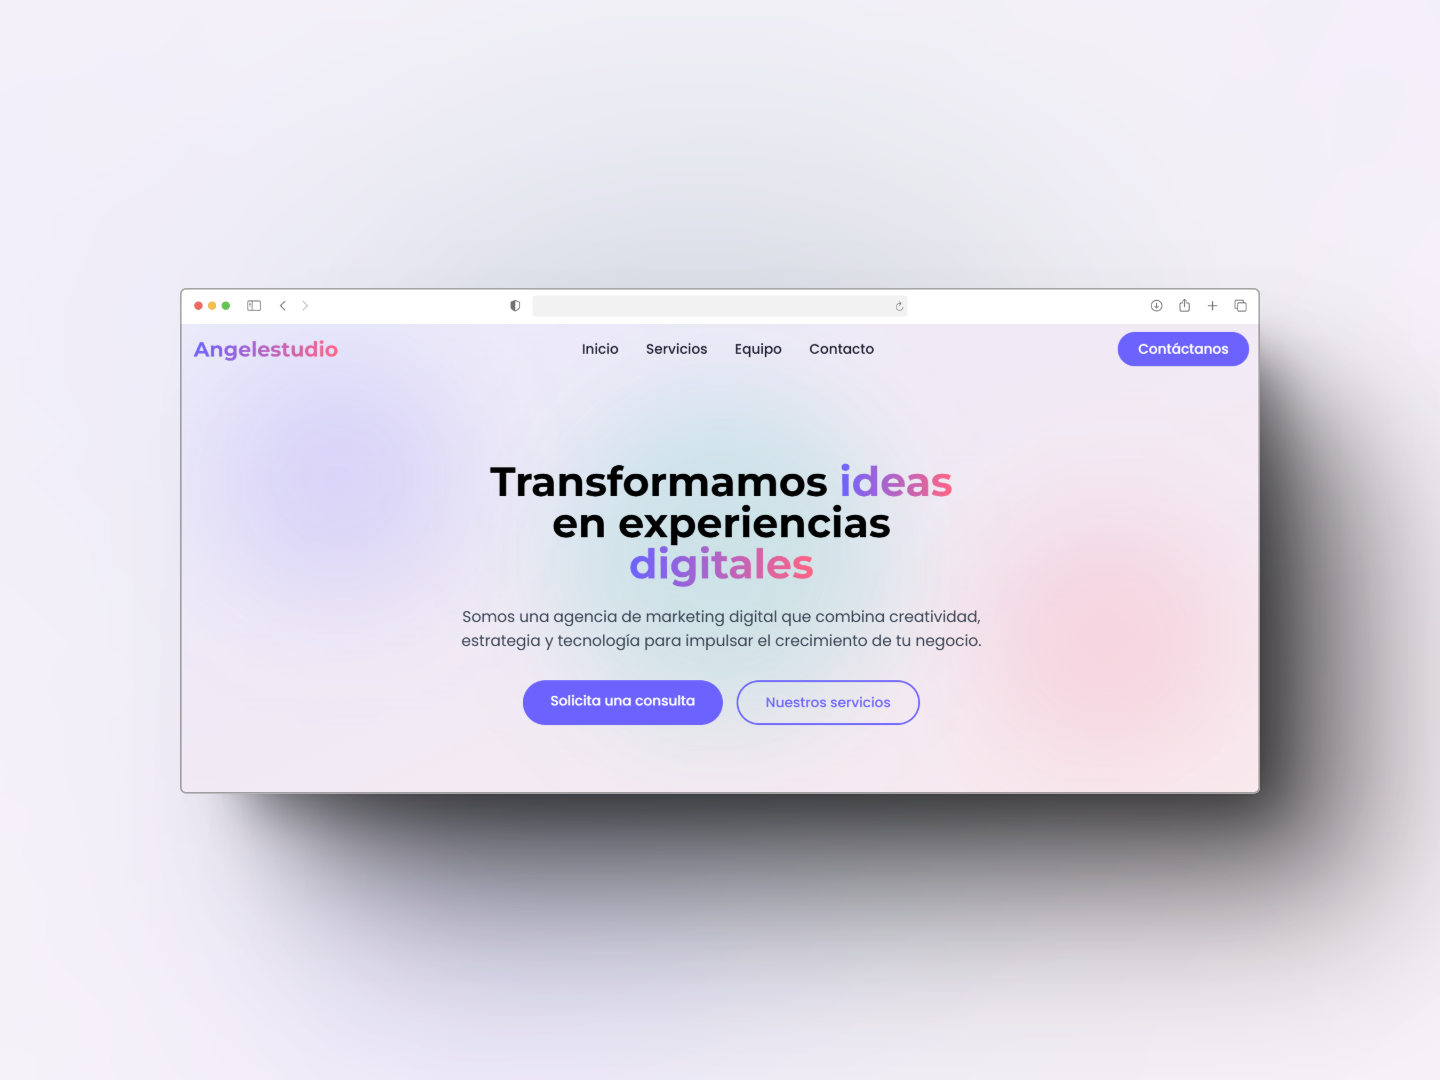 Angelestudio
Inicio Servicios Equipo Contacto
Contáctanos
Transformamos ideas
en experiencias
digitales
Somos una agencia de marketing digital que combina creatividad,
estrategia y tecnología para impulsar el crecimiento de tu negocio.
Solicita una consulta
Nuestros servicios